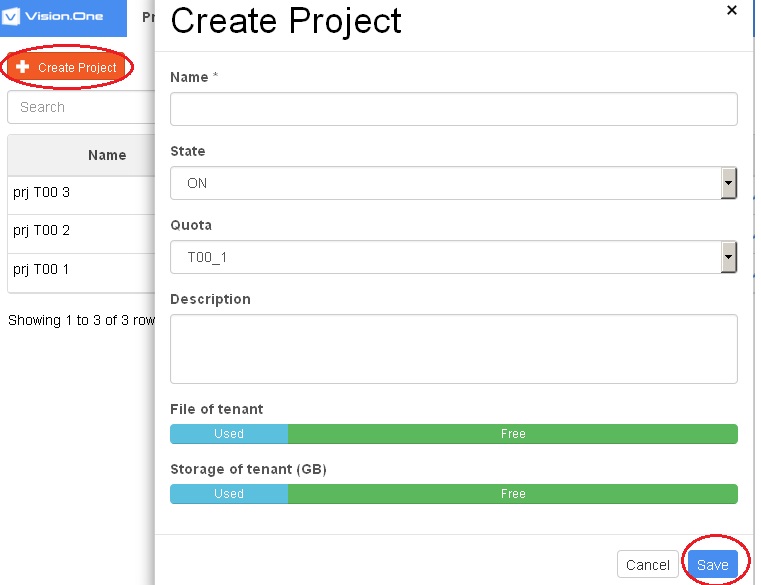 Vision.One
Pr
Create Project
Create Project
Search
Name
prj T00 3
prj T00 2
prj T00 1
Showing 1 to 3 of 3 row
Name *
State
ON
Quota
T00_1
Description
File of tenant
Used Free
Storage of tenant (GB)
Used Free
Cancel Save